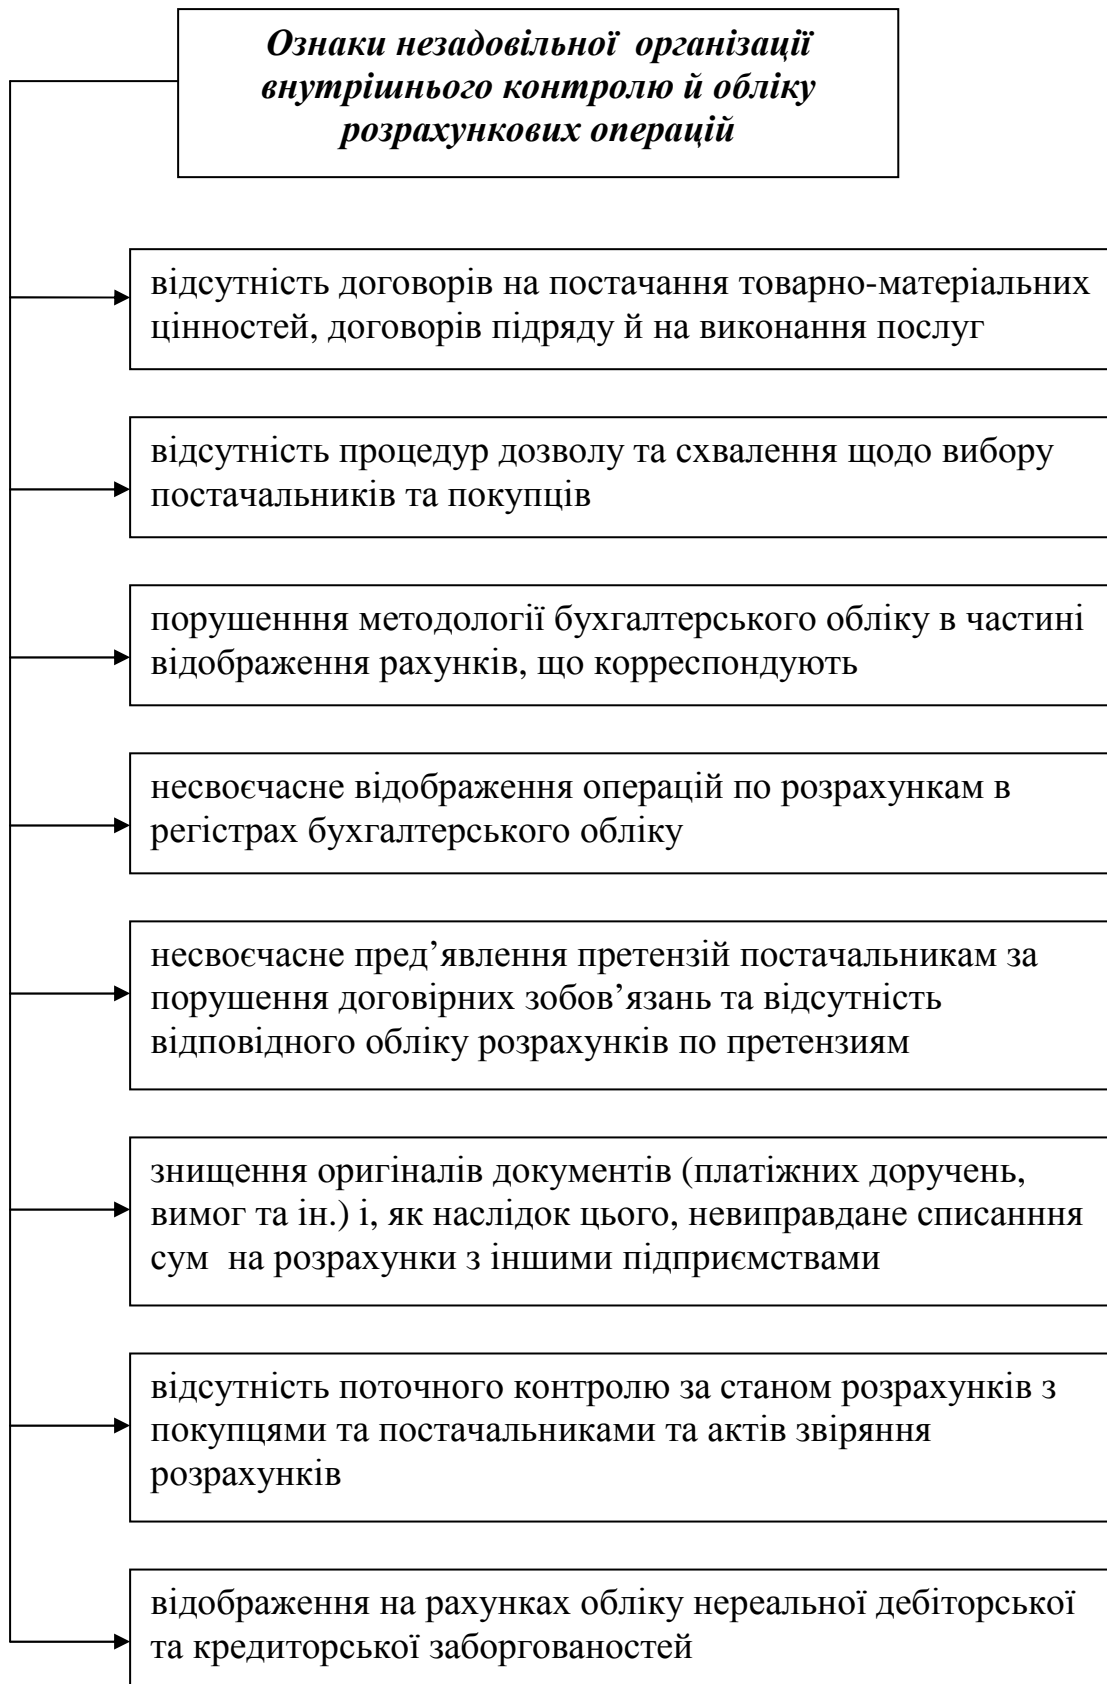 Ознаки незадовільної організації
внутрішнього контролю й обліку
розрахункових операцій
відсутність договорів на постачання товарно-матеріальних
цінностей, договорів підряду й на виконання послуг
відсутність процедур дозволу та схвалення щодо вибору
постачальників та покупців
порушенння методології бухгалтерського обліку в частині
відображення рахунків, що корреспондують
несвоєчасне відображення операцій по розрахункам в
регістрах бухгалтерського обліку
несвоєчасне пред’явлення претензій постачальникам за
порушення договірних зобов’язань та відсутність
відповідного обліку розрахунків по претензиям
знищення оригіналів документів (платіжних доручень,
вимог та ін.) і, як наслідок цього, невиправдане списанння
сум на розрахунки з іншими підприємствами
відсутність поточного контролю за станом розрахунків з
покупцями та постачальниками та актів звіряння
розрахунків
відображення на рахунках обліку нереальної дебіторської
та кредиторської заборгованостей